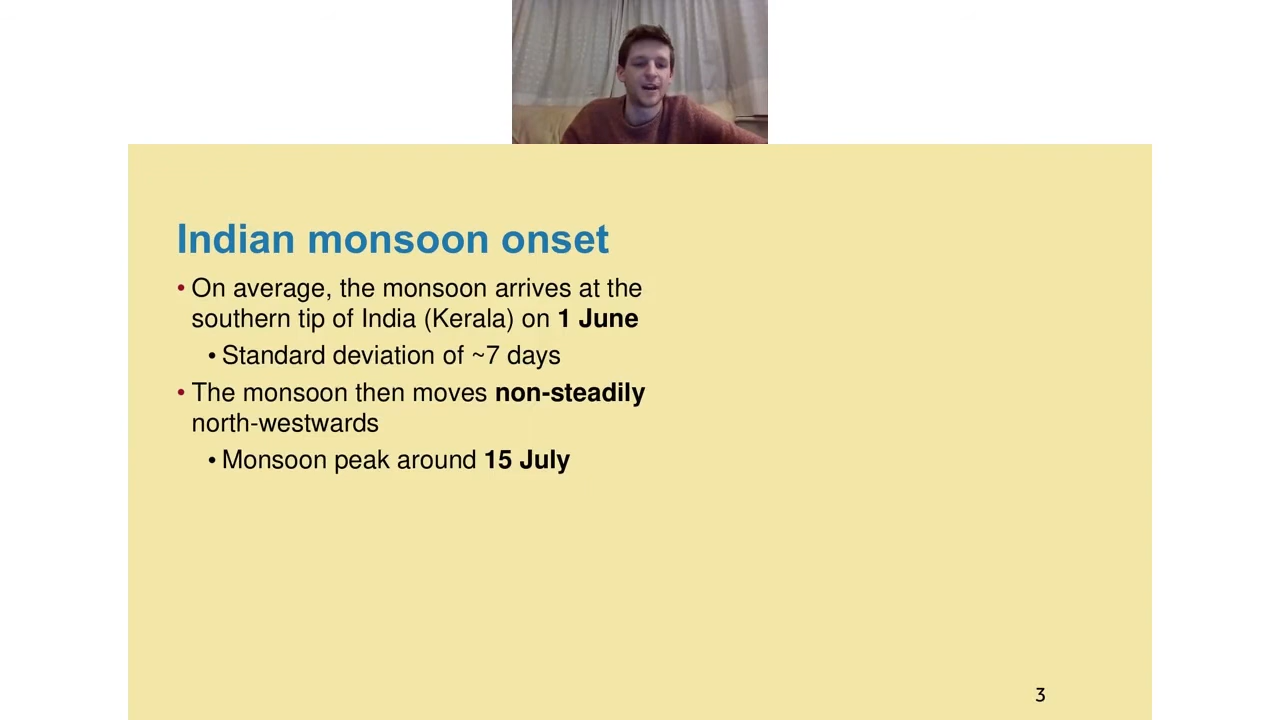 Indian monsoon onset
• On average, the monsoon arrives at the
southern tip of India (Kerala) on 1 June
• Standard deviation of ~7 days
• The monsoon then moves non-steadily
north-westwards
• Monsoon peak around 15 July
3